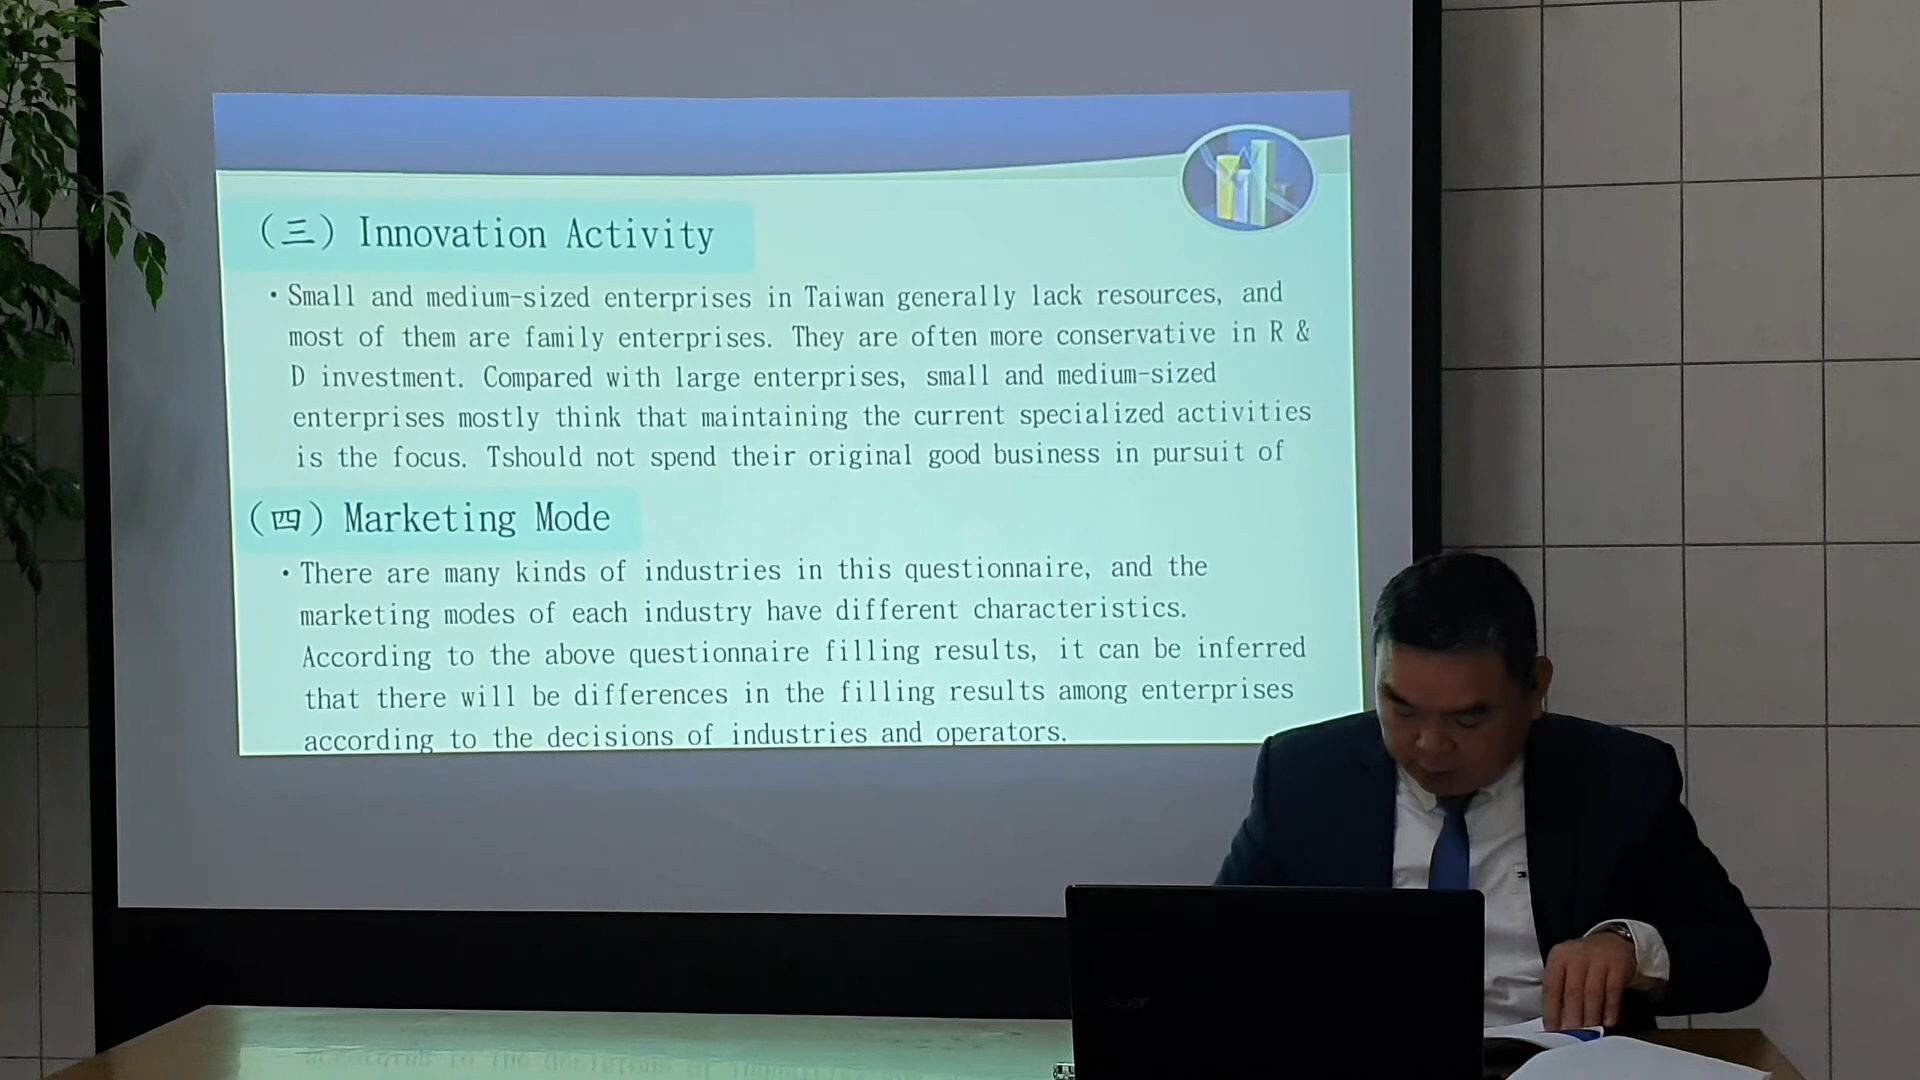 （三）Innovation Activity
・Small and medium-sized enterprises in Taiwan generally lack resources, and
most of them are family enterprises. They are often more conservative in R &
D investment. Compared with large enterprises, small and medium-sized
enterprises mostly think that maintaining the current specialized activities
is the focus. Tshould not spend their original good business in pursuit of
（四）Marketing Mode
・There are many kinds of industries in this questionnaire, and the
marketing modes of each industry have different characteristics.
According to the above questionnaire filling results, it can be inferred
that there will be differences in the filling results among enterprises
according to the decisions of industries and operators.
acer